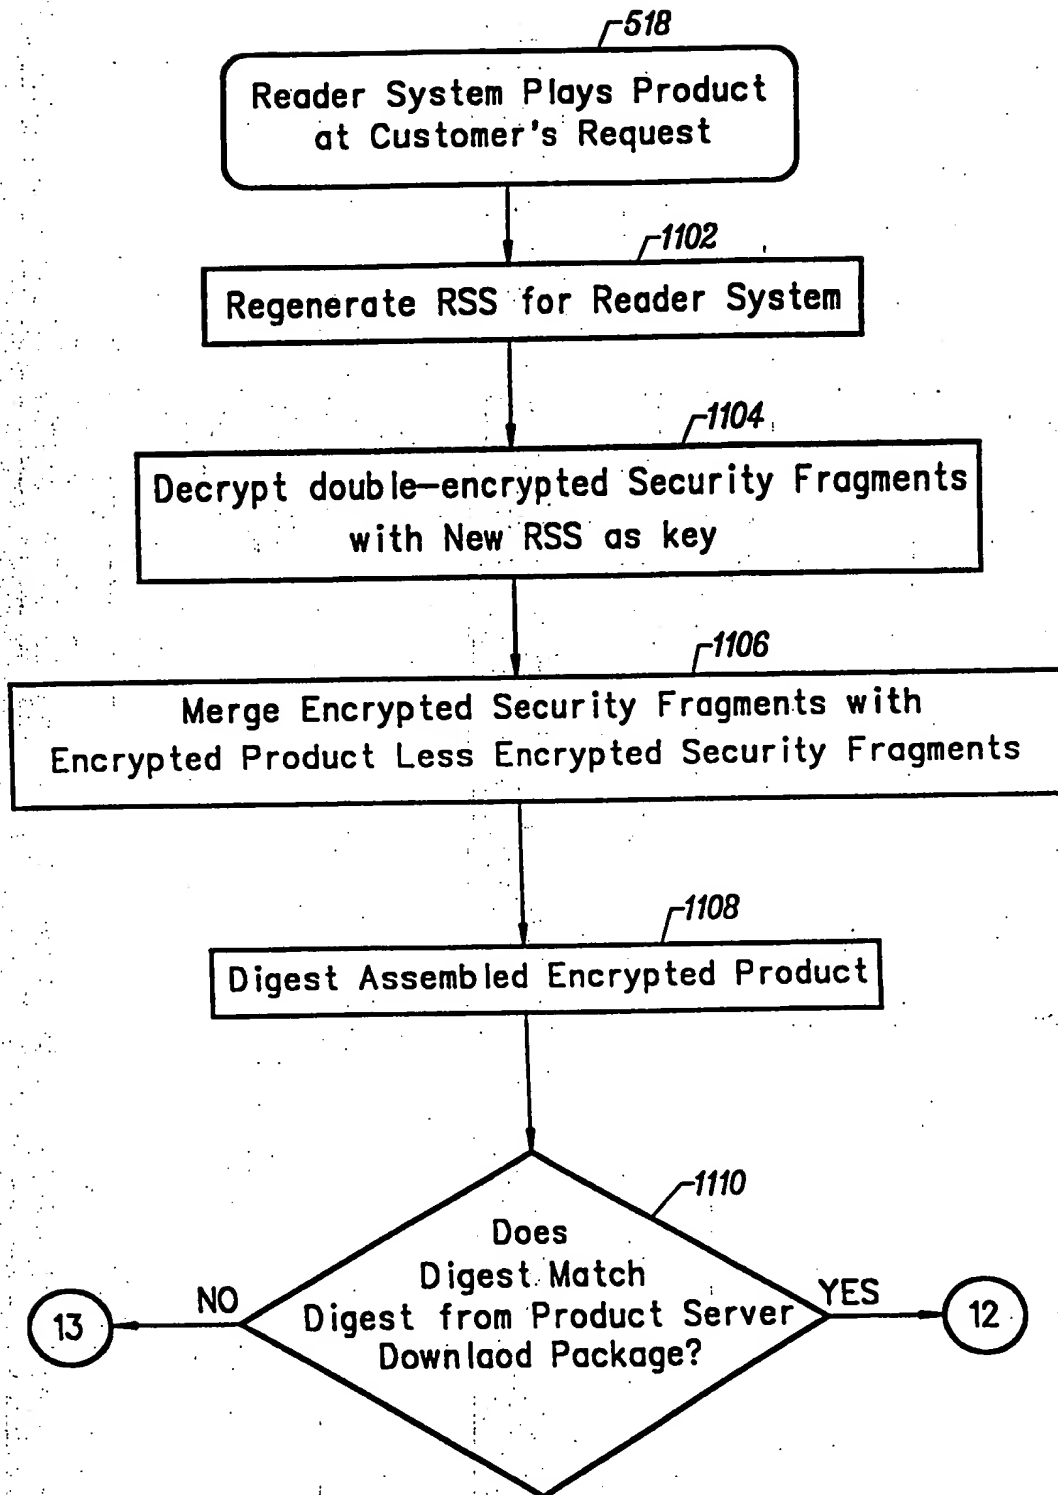 518
Reader System Plays Product
at Customer's Request
1102
Regenerate RSS for Reader System
1104
Decrypt double-encrypted Security Fragments
with New RSS as key
1106
Merge Encrypted Security Fragments with
Encrypted Product Less Encrypted Security Fragments
1108
Digest Assembled Encrypted Product
1110
Does
Digest Match
Digest from Product Server
Downlaod Package?
NO
YES
13
12